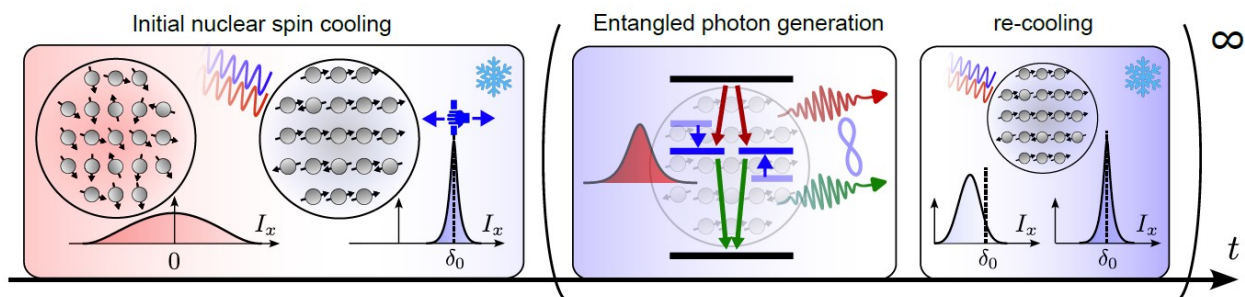 Initial nuclear spin cooling
Entangled photon generation
re-cooling
∞
I_x
0
I_x
δ_0
I_x
δ_0
I_x
δ_0
t